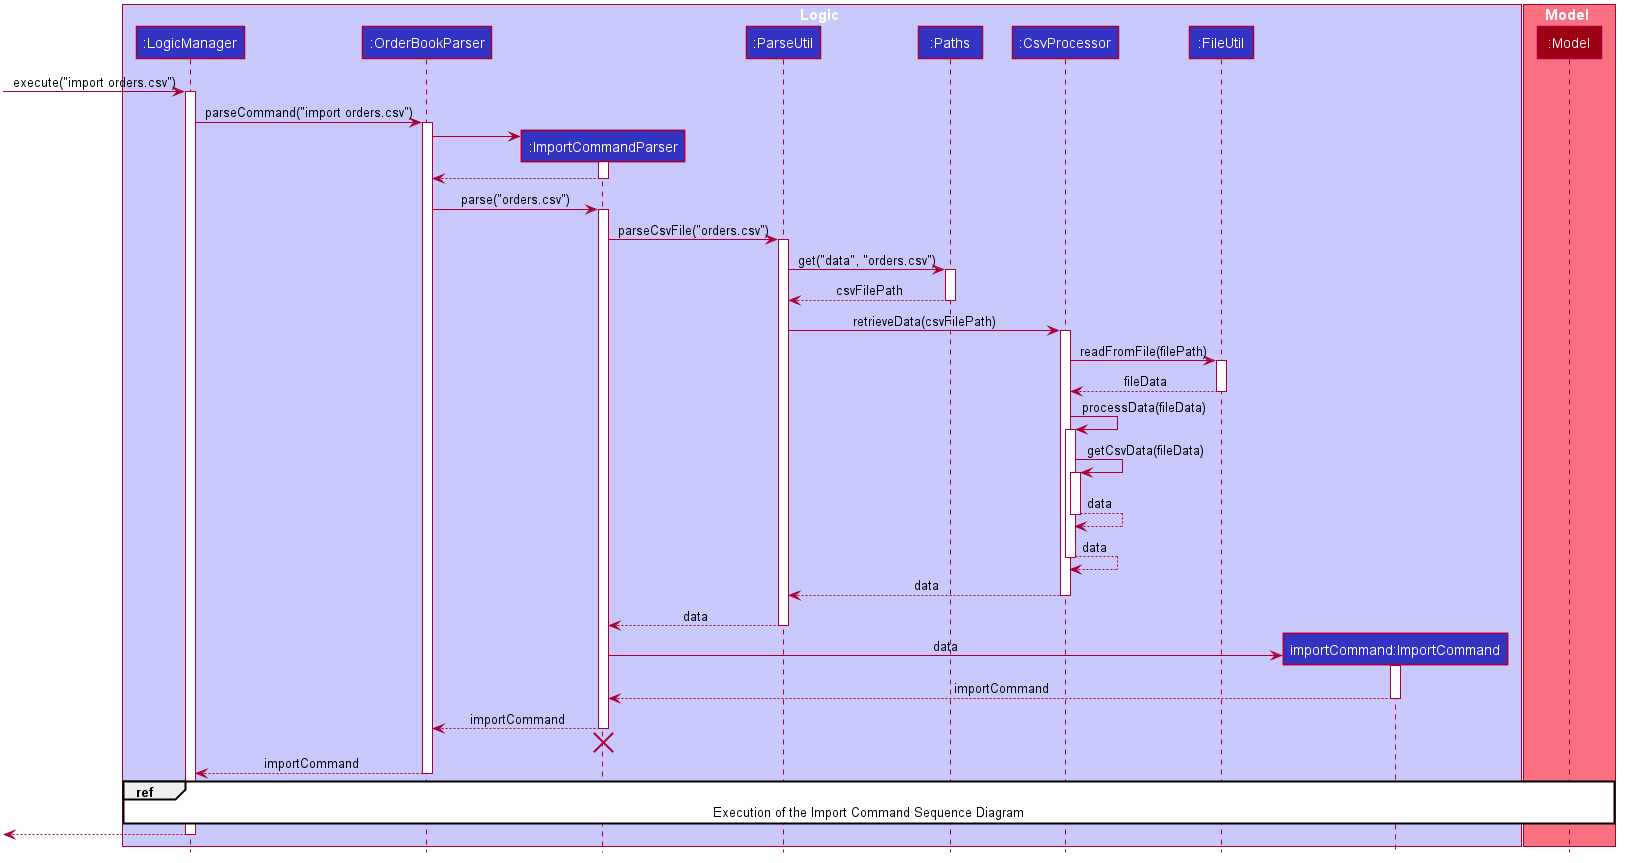 Logic
Model
:LogicManager
:OrderBookParser
:ParseUtil
:Paths
:CsvProcessor
:FileUtil
:Model
execute("import orders.csv")
parseCommand("import orders.csv")
:ImportCommandParser
parse("orders.csv")
parseCsvFile("orders.csv")
get("data", "orders.csv")
csvFilePath
retrieveData(csvFilePath)
readFromFile(filePath)
fileData
processData(fileData)
getCsvData(fileData)
data
data
data
data
data
importCommand:ImportCommand
importCommand
importCommand
importCommand
ref
Execution of the Import Command Sequence Diagram